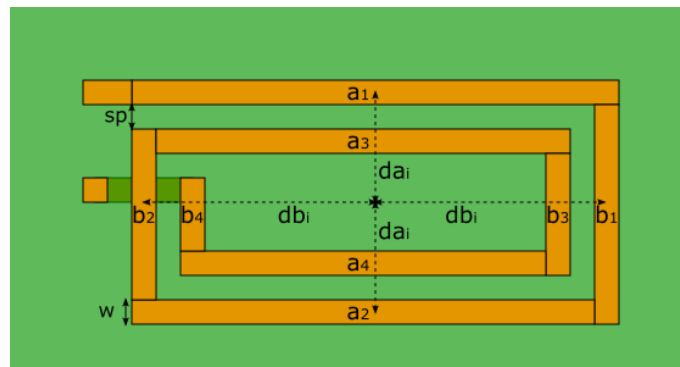 a₁
sp
a₃
daᵢ
b₂ b₄ dbᵢ dbᵢ b₃ b₁
daᵢ
a₄
w
a₂